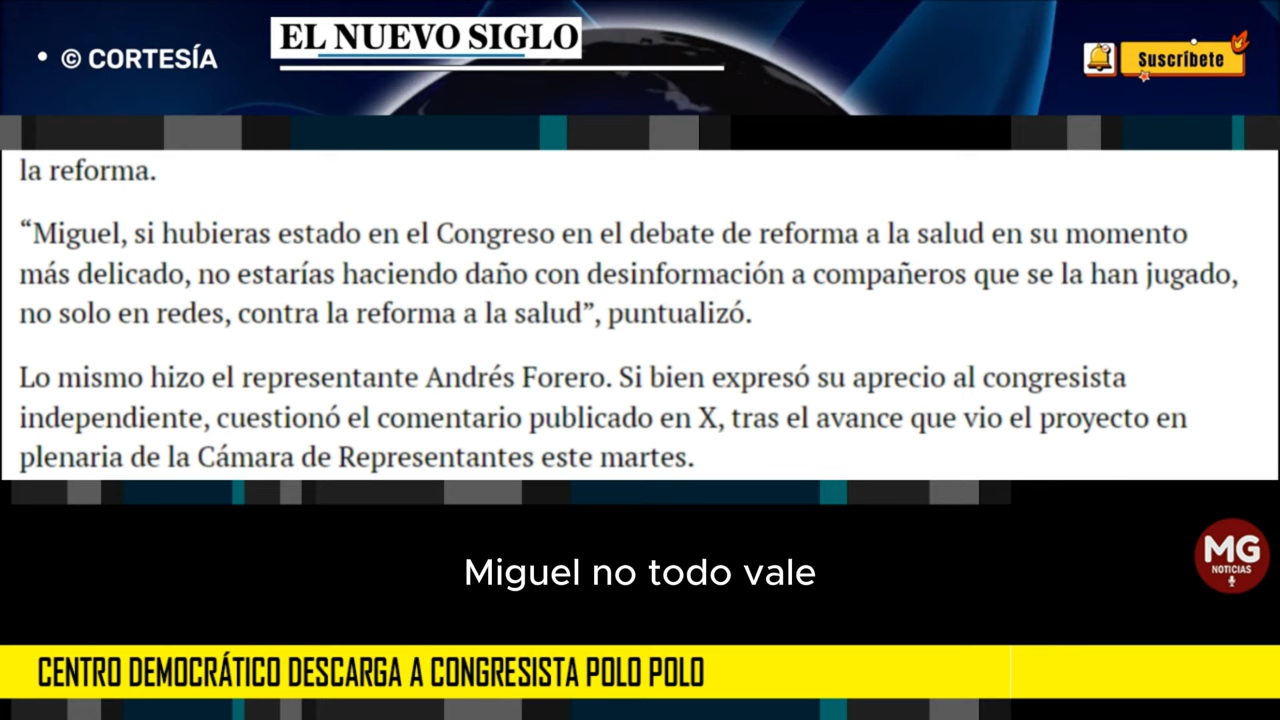 • © CORTESÍA
EL NUEVO SIGLO
Suscríbete
la reforma.
“Miguel, si hubieras estado en el Congreso en el debate de reforma a la salud en su momento
más delicado, no estarías haciendo daño con desinformación a compañeros que se la han jugado,
no solo en redes, contra la reforma a la salud”, puntualizó.
Lo mismo hizo el representante Andrés Forero. Si bien expresó su aprecio al congresista
independiente, cuestionó el comentario publicado en X, tras el avance que vio el proyecto en
plenaria de la Cámara de Representantes este martes.
MG
NOTICIAS
Miguel no todo vale
CENTRO DEMOCRÁTICO DESCARGA A CONGRESISTA POLO POLO